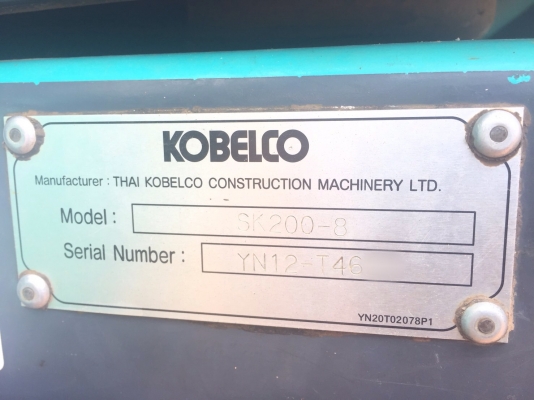 KOBELCO
Manufacturer : THAI KOBELCO CONSTRUCTION MACHINERY LTD.
Model : SK200-8
Serial Number : YN12-T46
YN20T02078P1